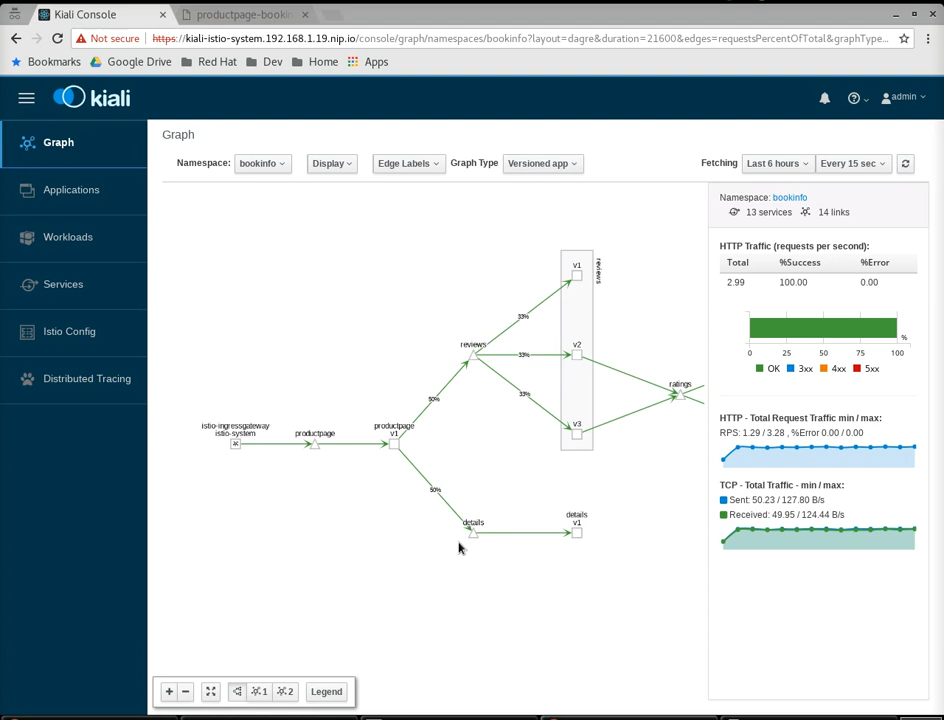 Kiali Console
productpage-bookin
Not secure https://kiali-istio-system.192.168.1.19.nip.io/console/graph/namespaces/bookinfo?layout=dagre&duration=21600&edges=requestsPercentOfTotal&graphType...
Bookmarks Google Drive Red Hat Dev Home Apps
kiali
admin
Graph
Applications
Workloads
Services
Istio Config
Distributed Tracing
Graph
Namespace: bookinfo Display Edge Labels Graph Type Versioned app Fetching Last 6 hours Every 15 sec
istio-ingressgateway
istio-system
productpage
productpage
v1
50%
50%
reviews
33%
33%
33%
v1
v2
v3
reviews
ratings
details
details
v1
Namespace: bookinfo
13 services 14 links
HTTP Traffic (requests per second):
Total %Success %Error
2.99 100.00 0.00
%
0 25 50 75 100
OK 3xx 4xx 5xx
HTTP - Total Request Traffic min / max:
RPS: 1.29 / 3.28 , %Error 0.00 / 0.00
TCP - Total Traffic - min / max:
Sent: 50.23 / 127.80 B/s
Received: 49.95 / 124.44 B/s
1 2 Legend